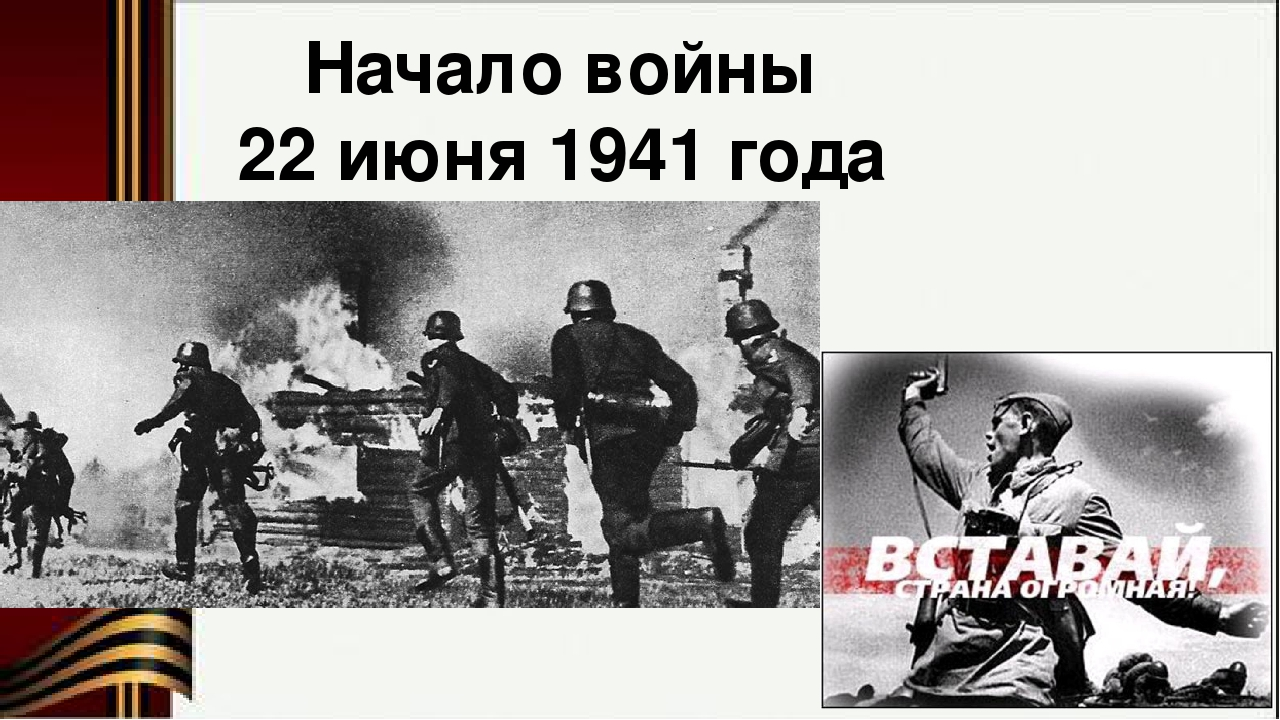 Начало войны
22 июня 1941 года
ВСТАВАЙ,
СТРАНА ОГРОМНАЯ!